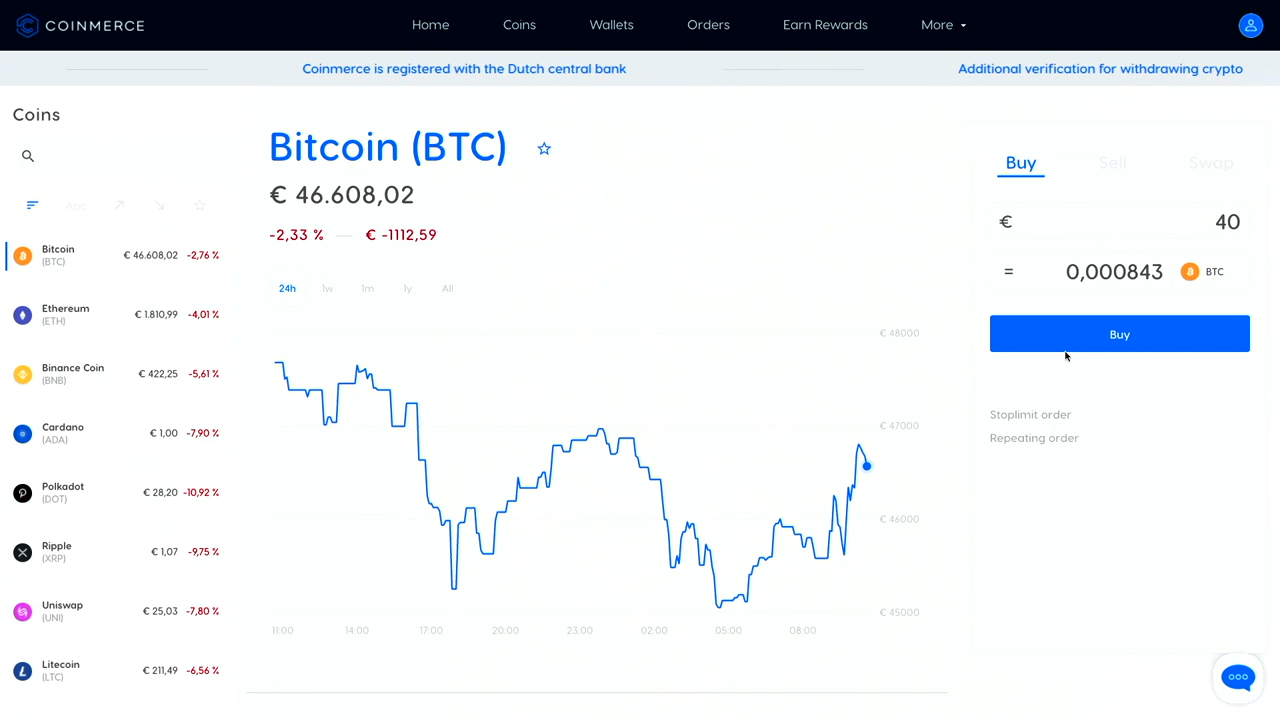 COINMERCE
Home Coins Wallets Orders Earn Rewards More
Coinmerce is registered with the Dutch central bank
Additional verification for withdrawing crypto
Coins
Abc
Bitcoin € 46.608,02 -2,76 %
(BTC)
Ethereum € 1.810,99 -4,01 %
(ETH)
Binance Coin € 422,25 -5,61 %
(BNB)
Cardano € 1,00 -7,90 %
(ADA)
Polkadot € 28,20 -10,92 %
(DOT)
Ripple € 1,07 -9,75 %
(XRP)
Uniswap € 25,03 -7,80 %
(UNI)
Litecoin € 211,49 -6,56 %
(LTC)
Bitcoin (BTC)
€ 46.608,02
-2,33 % — € -1112,59
24h 1w 1m 1y All
€ 48000
€ 47000
€ 46000
€ 45000
11:00 14:00 17:00 20:00 23:00 02:00 05:00 08:00
Buy Sell Swap
€ 40
= 0,000843 BTC
Buy
Stoplimit order
Repeating order